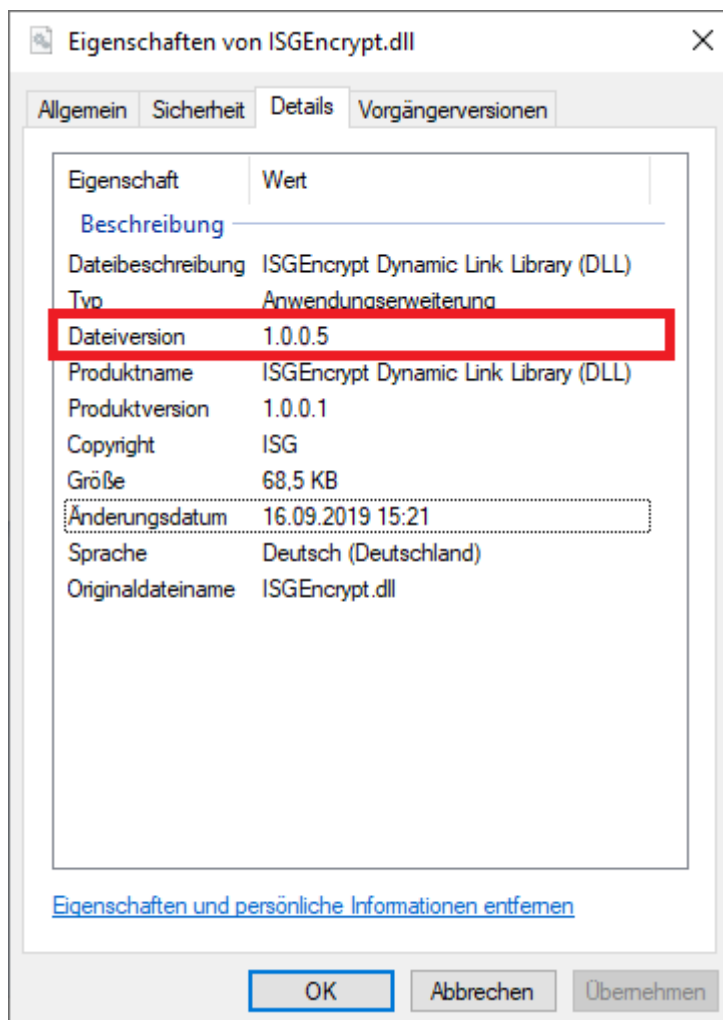 Eigenschaften von ISGEncrypt.dll
Allgemein Sicherheit Details Vorgängerversionen
Eigenschaft Wert
Beschreibung
Dateibeschreibung ISGEncrypt Dynamic Link Library (DLL)
Typ Anwendungserweiterung
Dateiversion 1.0.0.5
Produktname ISGEncrypt Dynamic Link Library (DLL)
Produktversion 1.0.0.1
Copyright ISG
Größe 68,5 KB
Änderungsdatum 16.09.2019 15:21
Sprache Deutsch (Deutschland)
Originaldateiname ISGEncrypt.dll
Eigenschaften und persönliche Informationen entfernen
OK Abbrechen Übernehmen